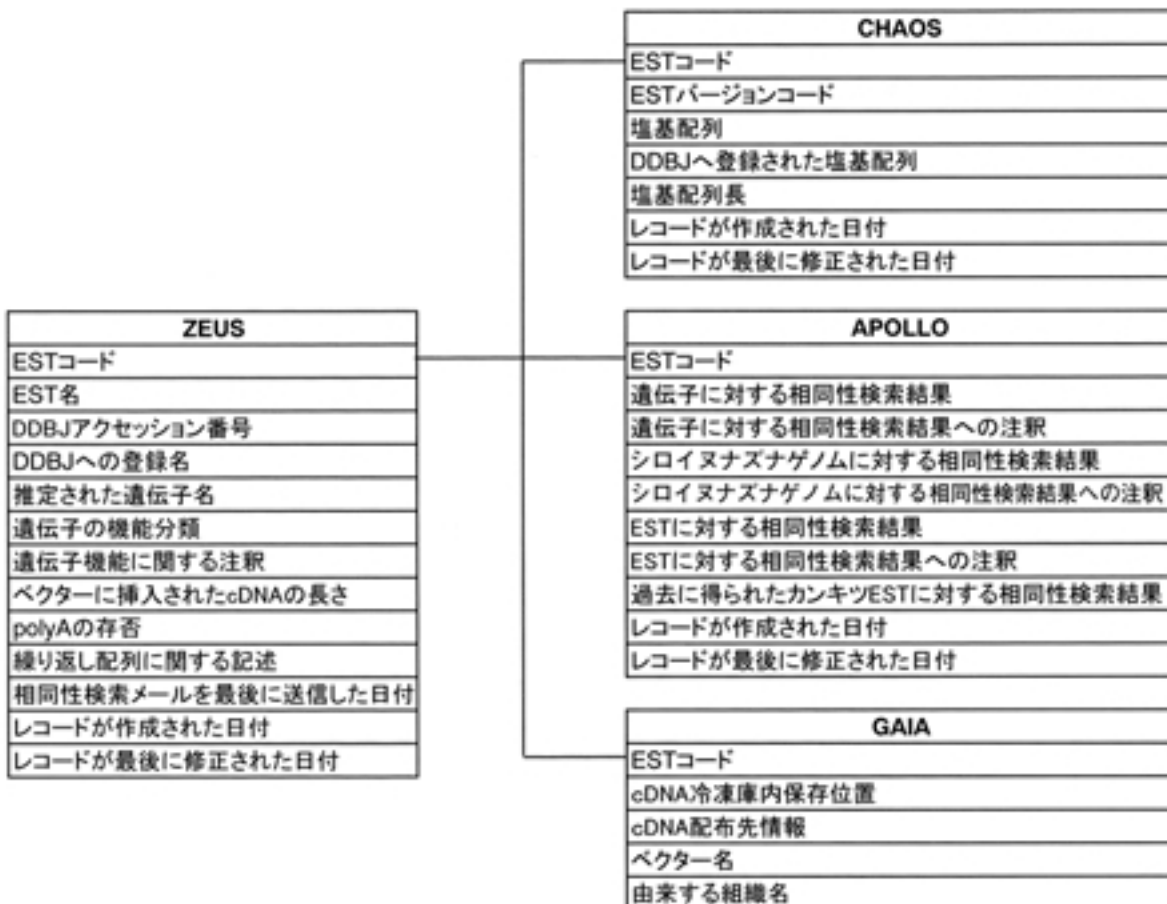 CHAOS
ESTコード
ESTバージョンコード
塩基配列
DDBJへ登録された塩基配列
塩基配列長
レコードが作成された日付
レコードが最後に修正された日付
ZEUS
ESTコード
EST名
DDBJアクセッション番号
DDBJへの登録名
推定された遺伝子名
遺伝子の機能分類
遺伝子機能に関する注釈
ベクターに挿入されたcDNAの長さ
polyAの存否
繰り返し配列に関する記述
相同性検索メールを最後に送信した日付
レコードが作成された日付
レコードが最後に修正された日付
APOLLO
ESTコード
遺伝子に対する相同性検索結果
遺伝子に対する相同性検索結果への注釈
シロイヌナズナゲノムに対する相同性検索結果
シロイヌナズナゲノムに対する相同性検索結果への注釈
ESTに対する相同性検索結果
ESTに対する相同性検索結果への注釈
過去に得られたカンキツESTに対する相同性検索結果
レコードが作成された日付
レコードが最後に修正された日付
GAIA
ESTコード
cDNA冷凍庫内保存位置
cDNA配布先情報
ベクター名
由来する組織名